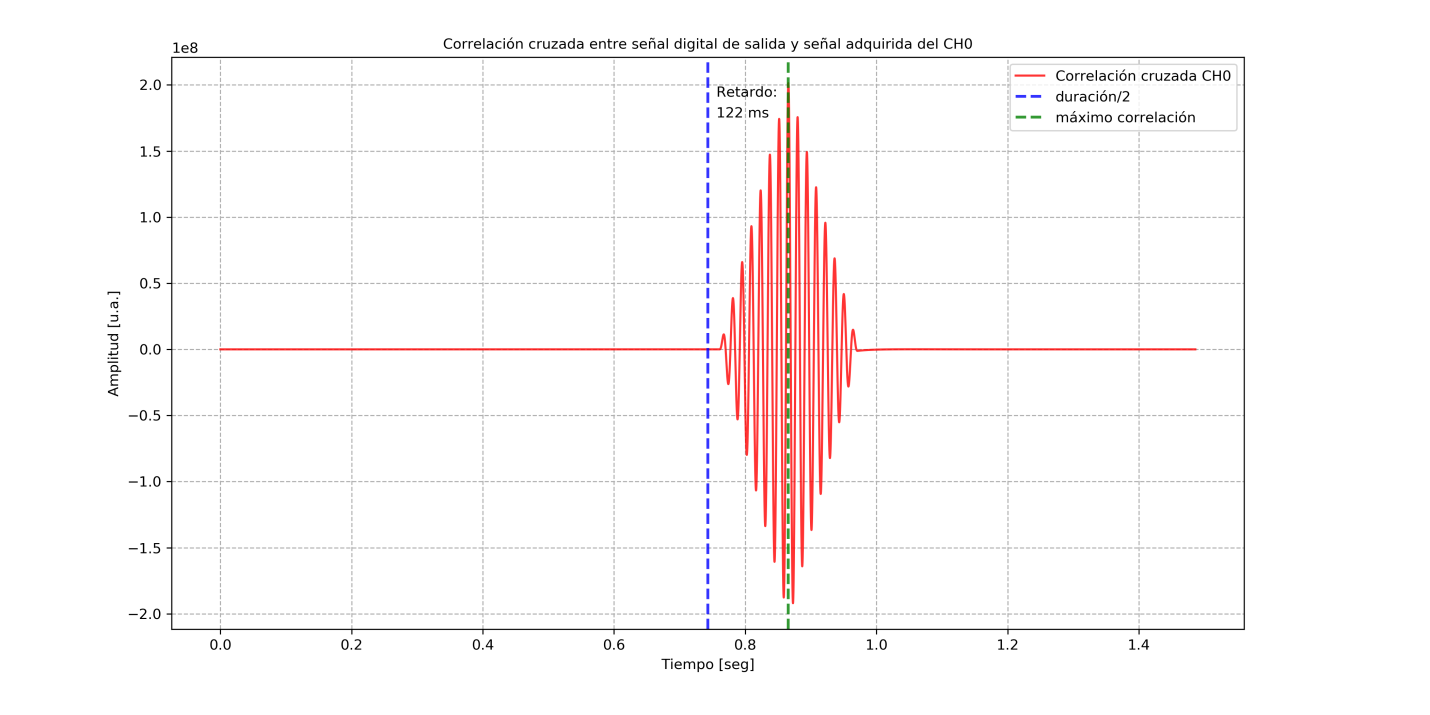 Correlación cruzada entre señal digital de salida y señal adquirida del CH0
1e8
2.0
1.5
1.0
0.5
0.0
−0.5
−1.0
−1.5
−2.0
Amplitud [u.a.]
Retardo:
122 ms
Correlación cruzada CH0
duración/2
máximo correlación
0.0 0.2 0.4 0.6 0.8 1.0 1.2 1.4
Tiempo [seg]